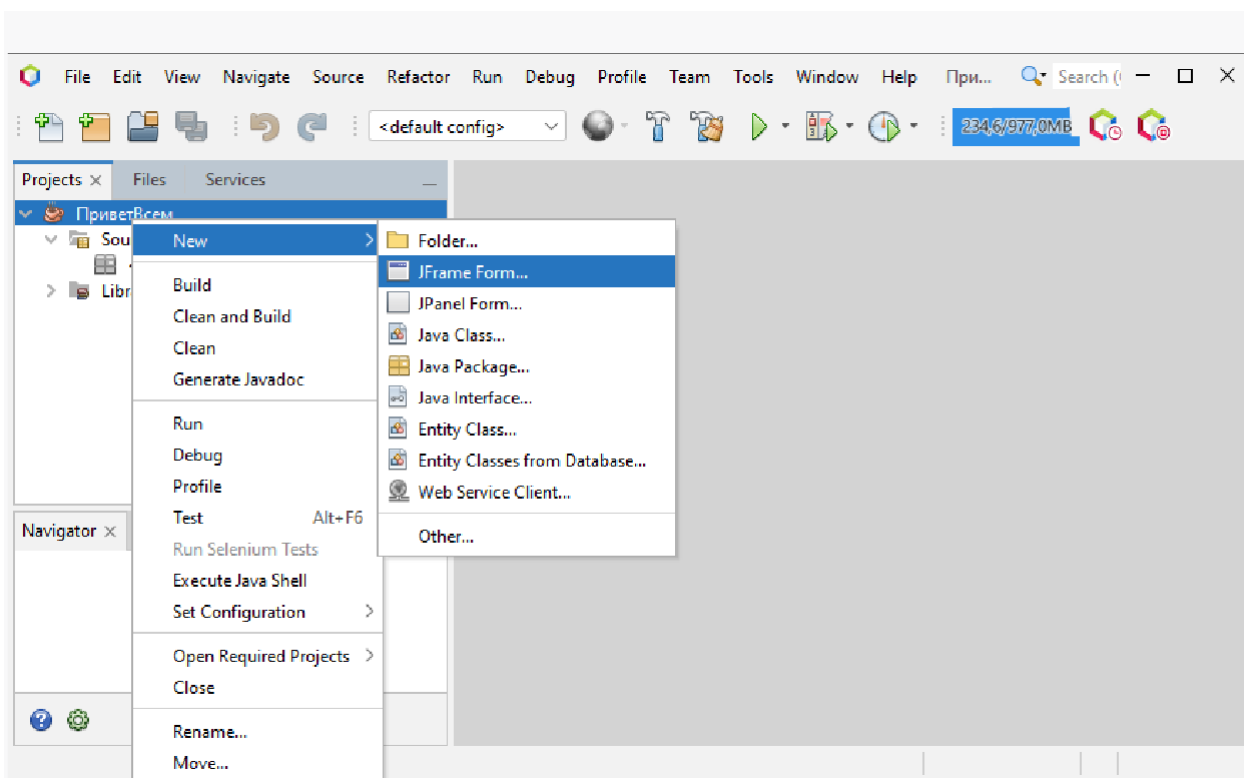 File Edit View Navigate Source Refactor Run Debug Profile Team Tools Window Help При... Search (
<default config> 234,6/977,0MB
Projects Files Services
ПриветВсем
Sou
Libr
New
Build
Clean and Build
Clean
Generate Javadoc
Run
Debug
Profile
Test Alt+F6
Run Selenium Tests
Execute Java Shell
Set Configuration
Open Required Projects
Close
Rename...
Move...
Folder...
JFrame Form...
JPanel Form...
Java Class...
Java Package...
Java Interface...
Entity Class...
Entity Classes from Database...
Web Service Client...
Other...
Navigator